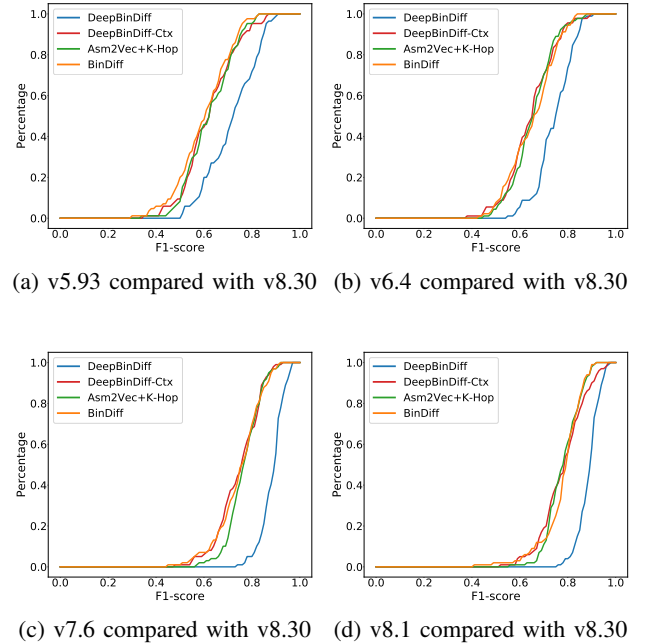 1.0
0.8
0.6
0.4
0.2
0.0
Percentage
DeepBinDiff
DeepBinDiff-Ctx
Asm2Vec+K-Hop
BinDiff
0.0 0.2 0.4 0.6 0.8 1.0
F1-score
(a) v5.93 compared with v8.30
1.0
0.8
0.6
0.4
0.2
0.0
Percentage
DeepBinDiff
DeepBinDiff-Ctx
Asm2Vec+K-Hop
BinDiff
0.0 0.2 0.4 0.6 0.8 1.0
F1-score
(b) v6.4 compared with v8.30
1.0
0.8
0.6
0.4
0.2
0.0
Percentage
DeepBinDiff
DeepBinDiff-Ctx
Asm2Vec+K-Hop
BinDiff
0.0 0.2 0.4 0.6 0.8 1.0
F1-score
(c) v7.6 compared with v8.30
1.0
0.8
0.6
0.4
0.2
0.0
Percentage
DeepBinDiff
DeepBinDiff-Ctx
Asm2Vec+K-Hop
BinDiff
0.0 0.2 0.4 0.6 0.8 1.0
F1-score
(d) v8.1 compared with v8.30